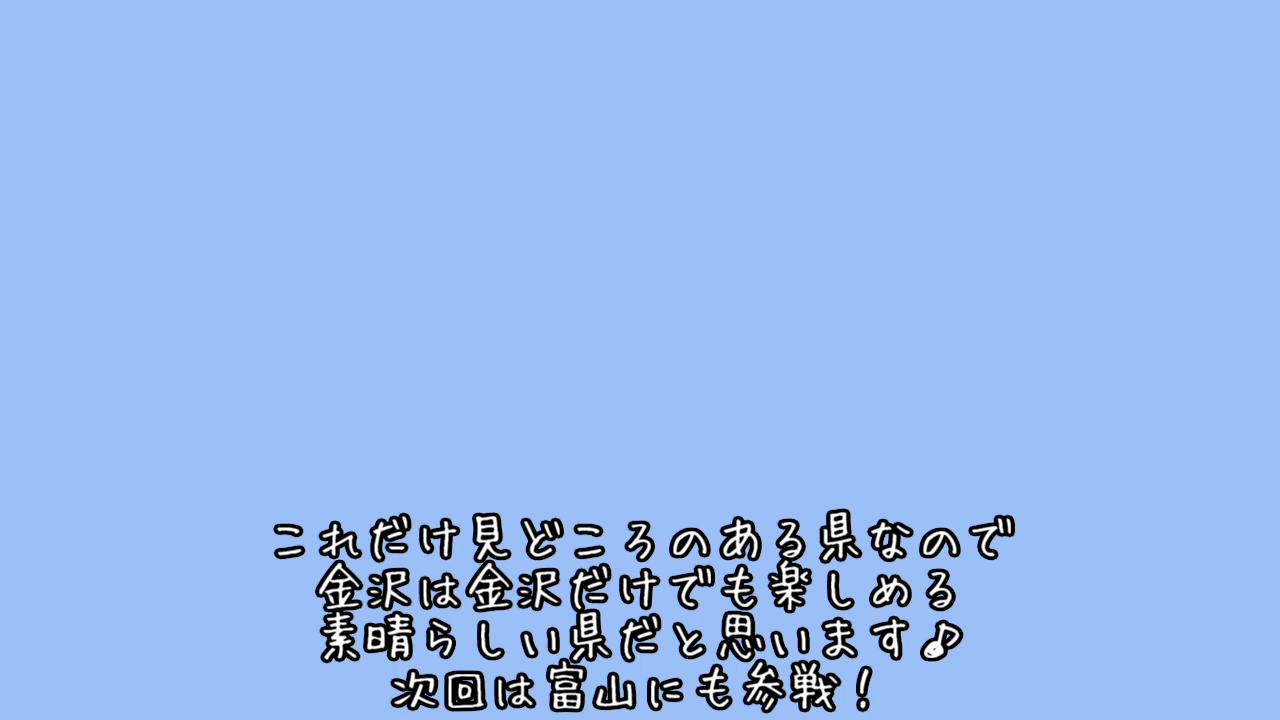 これだけ見どころのある県なので
金沢は金沢だけでも楽しめる
素晴らしい県だと思います♪
次回は富山にも参戦！